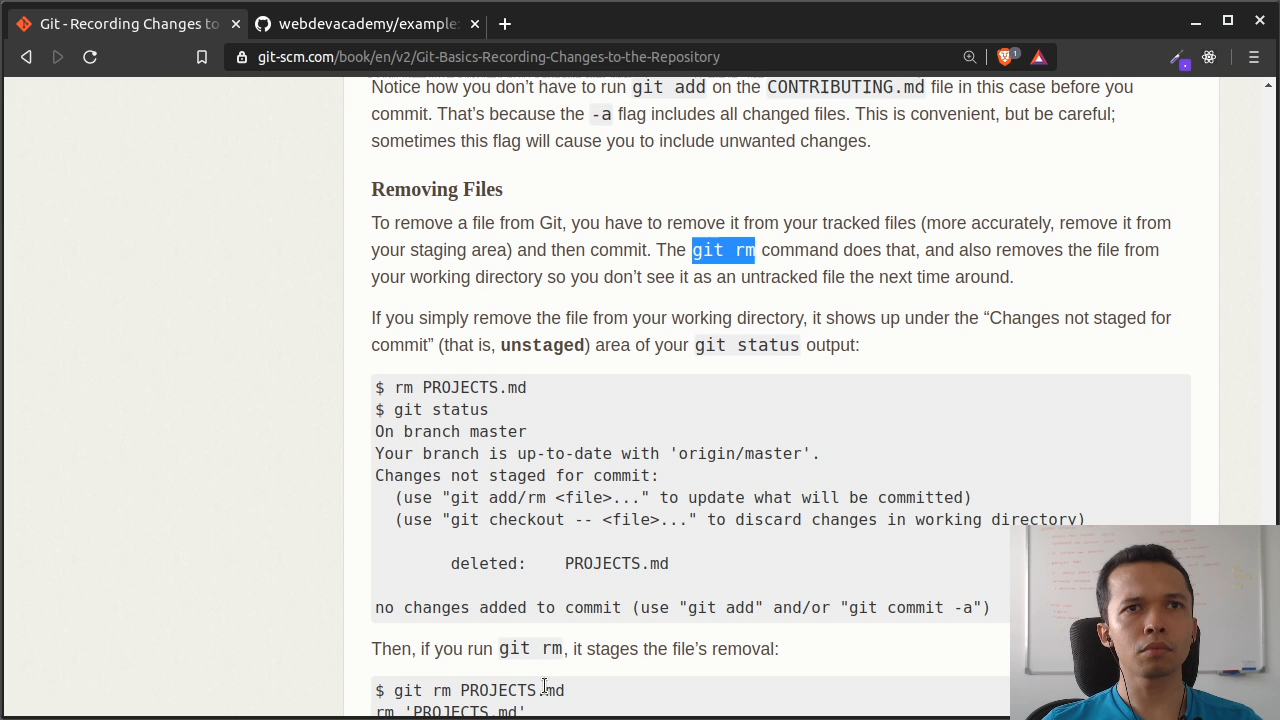 Git - Recording Changes to
webdevacademy/example
git-scm.com/book/en/v2/Git-Basics-Recording-Changes-to-the-Repository
1
Notice how you don’t have to run git add on the CONTRIBUTING.md file in this case before you
commit. That’s because the -a flag includes all changed files. This is convenient, but be careful;
sometimes this flag will cause you to include unwanted changes.
Removing Files
To remove a file from Git, you have to remove it from your tracked files (more accurately, remove it from
your staging area) and then commit. The git rm command does that, and also removes the file from
your working directory so you don’t see it as an untracked file the next time around.
If you simply remove the file from your working directory, it shows up under the “Changes not staged for
commit” (that is, unstaged) area of your git status output:
$ rm PROJECTS.md
$ git status
On branch master
Your branch is up-to-date with 'origin/master'.
Changes not staged for commit:
(use "git add/rm <file>..." to update what will be committed)
(use "git checkout -- <file>..." to discard changes in working directory)
deleted: PROJECTS.md
no changes added to commit (use "git add" and/or "git commit -a")
Then, if you run git rm, it stages the file’s removal:
$ git rm PROJECTS.md
rm 'PROJECTS.md'